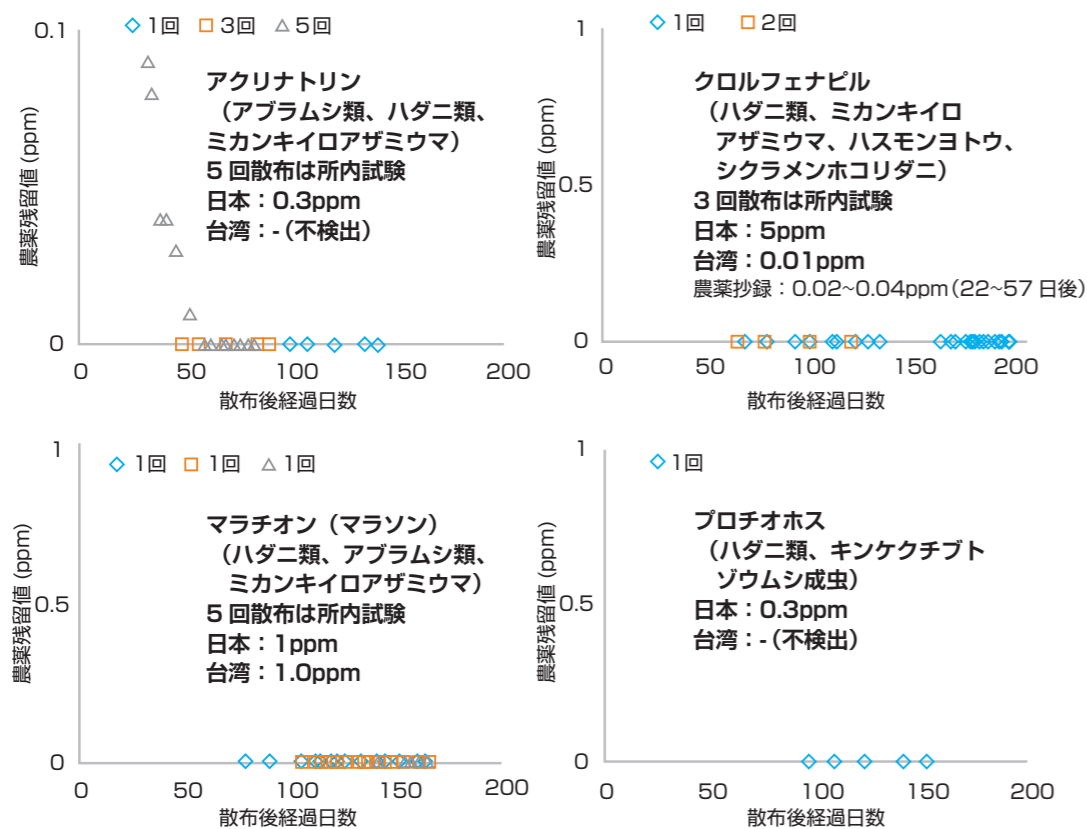 1回 3回 5回
0.1
0
50
100
150
200
農薬残留値 (ppm)
散布後経過日数
アクリナトリン
（アブラムシ類、ハダニ類、
ミカンキイロアザミウマ）
5 回散布は所内試験
日本：0.3ppm
台湾：-（不検出）
1回 2回
1
0.5
0
50
100
150
200
農薬残留値 (ppm)
散布後経過日数
クロルフェナピル
（ハダニ類、ミカンキイロ
アザミウマ、ハスモンヨトウ、
シクラメンホコリダニ）
3 回散布は所内試験
日本：5ppm
台湾：0.01ppm
農薬抄録：0.02~0.04ppm（22~57 日後）
1回 1回 1回
1
0.5
0
0
50
100
150
200
農薬残留値 (ppm)
散布後経過日数
マラチオン（マラソン）
（ハダニ類、アブラムシ類、
ミカンキイロアザミウマ）
5 回散布は所内試験
日本：1ppm
台湾：1.0ppm
1回
1
0.5
0
0
50
100
150
200
農薬残留値 (ppm)
散布後経過日数
プロチオホス
（ハダニ類、キンケクチブト
ゾウムシ成虫）
日本：0.3ppm
台湾：-（不検出）